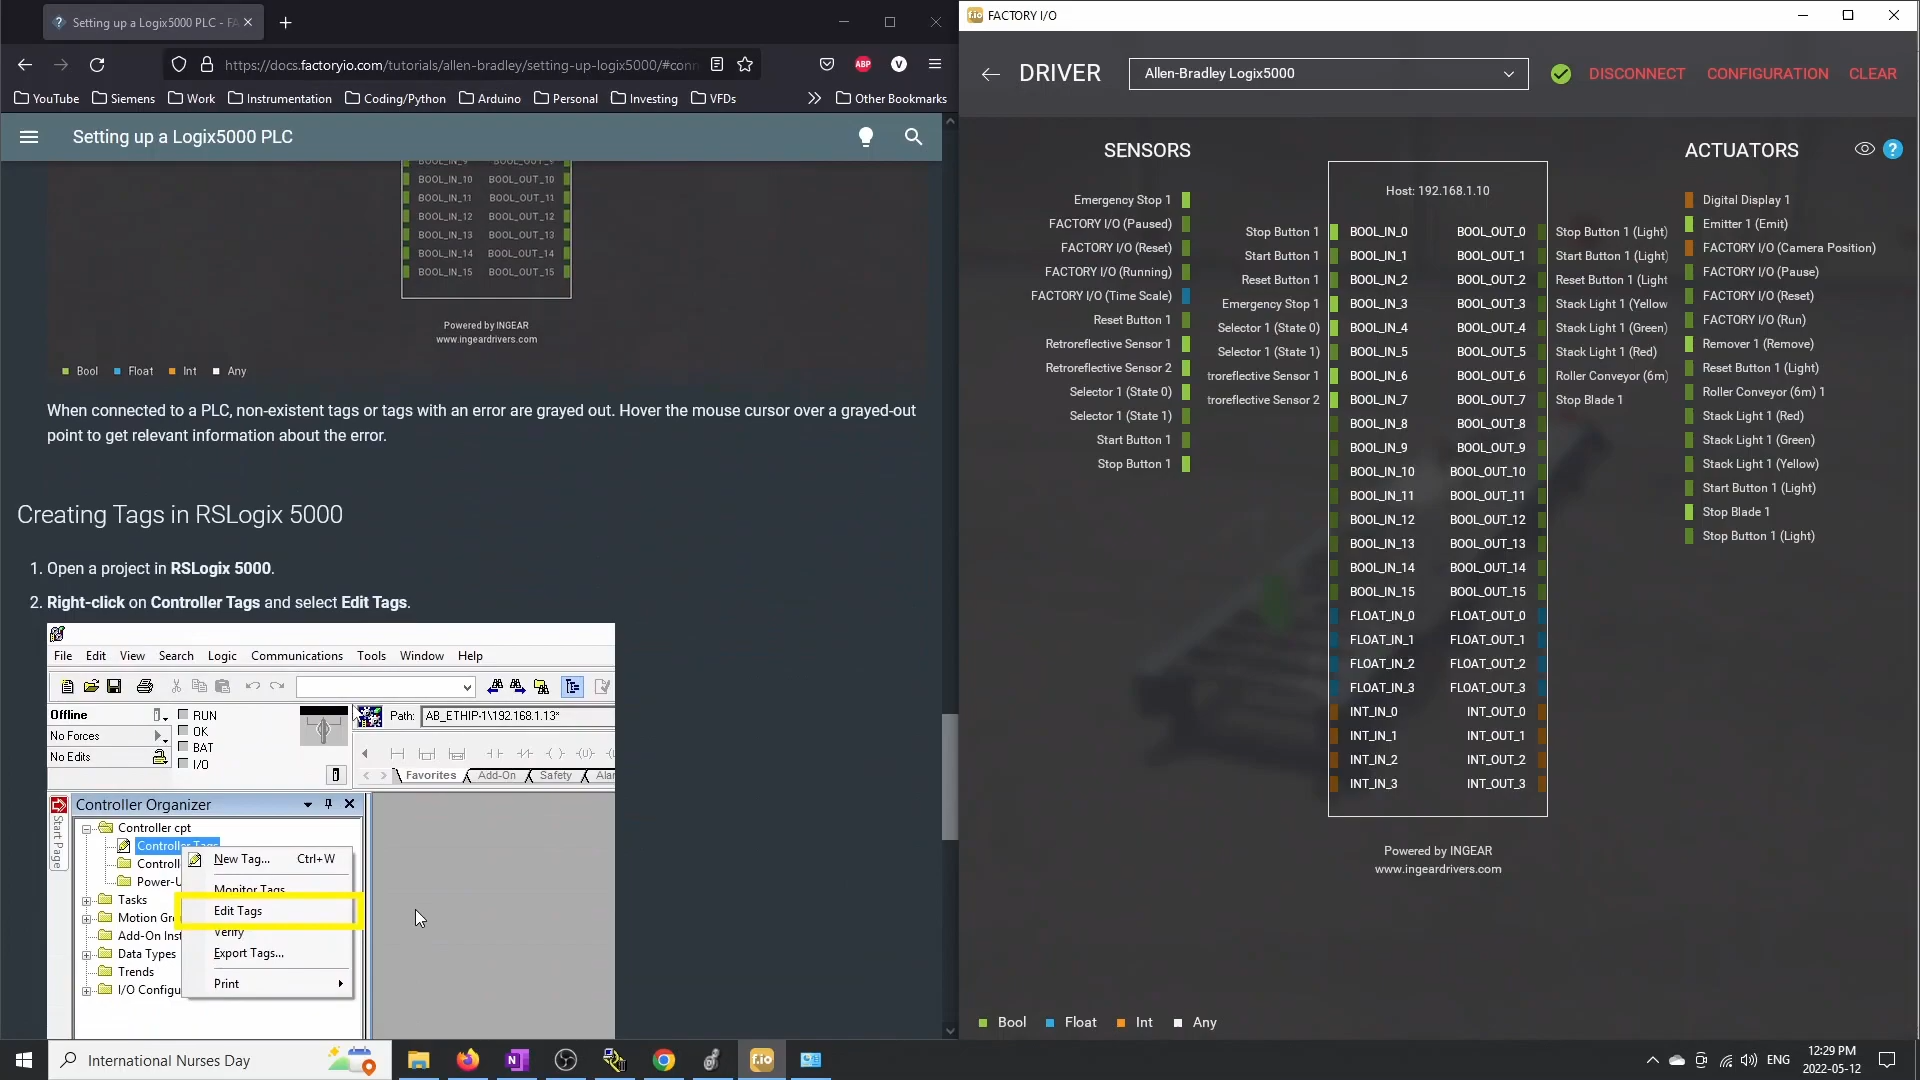 Setting up a Logix5000 PLC - FA
https://docs.factoryio.com/tutorials/allen-bradley/setting-up-logix5000/#conn
ABP
V
YouTube
Siemens
Work
Instrumentation
Coding/Python
Arduino
Personal
Investing
VFDs
Other Bookmarks
Setting up a Logix5000 PLC
BOOL_IN_9 BOOL_OUT_9
BOOL_IN_10 BOOL_OUT_10
BOOL_IN_11 BOOL_OUT_11
BOOL_IN_12 BOOL_OUT_12
BOOL_IN_13 BOOL_OUT_13
BOOL_IN_14 BOOL_OUT_14
BOOL_IN_15 BOOL_OUT_15
Powered by INGEAR
www.ingeardrivers.com
Bool Float Int Any
When connected to a PLC, non-existent tags or tags with an error are grayed out. Hover the mouse cursor over a grayed-out
point to get relevant information about the error.
Creating Tags in RSLogix 5000
1. Open a project in RSLogix 5000.
2. Right-click on Controller Tags and select Edit Tags.
File Edit View Search Logic Communications Tools Window Help
Offline
RUN
No Forces
OK
BAT
No Edits
I/O
Path: AB_ETHIP-1\192.168.1.13*
Favorites Add-On Safety Alar
Controller Organizer
Start Page
Controller cpt
Controller Tags
Control
Power-U
Tasks
Motion Gr
Add-On Inst
Data Types
Trends
I/O Configu
New Tag... Ctrl+W
Monitor Tags
Edit Tags
Verify
Export Tags...
Print
FACTORY I/O
DRIVER
Allen-Bradley Logix5000
DISCONNECT
CONFIGURATION
CLEAR
SENSORS
Emergency Stop 1
FACTORY I/O (Paused)
FACTORY I/O (Reset)
FACTORY I/O (Running)
FACTORY I/O (Time Scale)
Reset Button 1
Retroreflective Sensor 1
Retroreflective Sensor 2
Selector 1 (State 0)
Selector 1 (State 1)
Start Button 1
Stop Button 1
Host: 192.168.1.10
Stop Button 1 BOOL_IN_0 BOOL_OUT_0 Stop Button 1 (Light)
Start Button 1 BOOL_IN_1 BOOL_OUT_1 Start Button 1 (Light)
Reset Button 1 BOOL_IN_2 BOOL_OUT_2 Reset Button 1 (Light
Emergency Stop 1 BOOL_IN_3 BOOL_OUT_3 Stack Light 1 (Yellow
Selector 1 (State 0) BOOL_IN_4 BOOL_OUT_4 Stack Light 1 (Green)
Selector 1 (State 1) BOOL_IN_5 BOOL_OUT_5 Stack Light 1 (Red)
troreflective Sensor 1 BOOL_IN_6 BOOL_OUT_6 Roller Conveyor (6m)
troreflective Sensor 2 BOOL_IN_7 BOOL_OUT_7 Stop Blade 1
BOOL_IN_8 BOOL_OUT_8
BOOL_IN_9 BOOL_OUT_9
BOOL_IN_10 BOOL_OUT_10
BOOL_IN_11 BOOL_OUT_11
BOOL_IN_12 BOOL_OUT_12
BOOL_IN_13 BOOL_OUT_13
BOOL_IN_14 BOOL_OUT_14
BOOL_IN_15 BOOL_OUT_15
FLOAT_IN_0 FLOAT_OUT_0
FLOAT_IN_1 FLOAT_OUT_1
FLOAT_IN_2 FLOAT_OUT_2
FLOAT_IN_3 FLOAT_OUT_3
INT_IN_0 INT_OUT_0
INT_IN_1 INT_OUT_1
INT_IN_2 INT_OUT_2
INT_IN_3 INT_OUT_3
Powered by INGEAR
www.ingeardrivers.com
ACTUATORS
Digital Display 1
Emitter 1 (Emit)
FACTORY I/O (Camera Position)
FACTORY I/O (Pause)
FACTORY I/O (Reset)
FACTORY I/O (Run)
Remover 1 (Remove)
Reset Button 1 (Light)
Roller Conveyor (6m) 1
Stack Light 1 (Red)
Stack Light 1 (Green)
Stack Light 1 (Yellow)
Start Button 1 (Light)
Stop Blade 1
Stop Button 1 (Light)
Bool Float Int Any
International Nurses Day
f.io
ENG
12:29 PM
2022-05-12